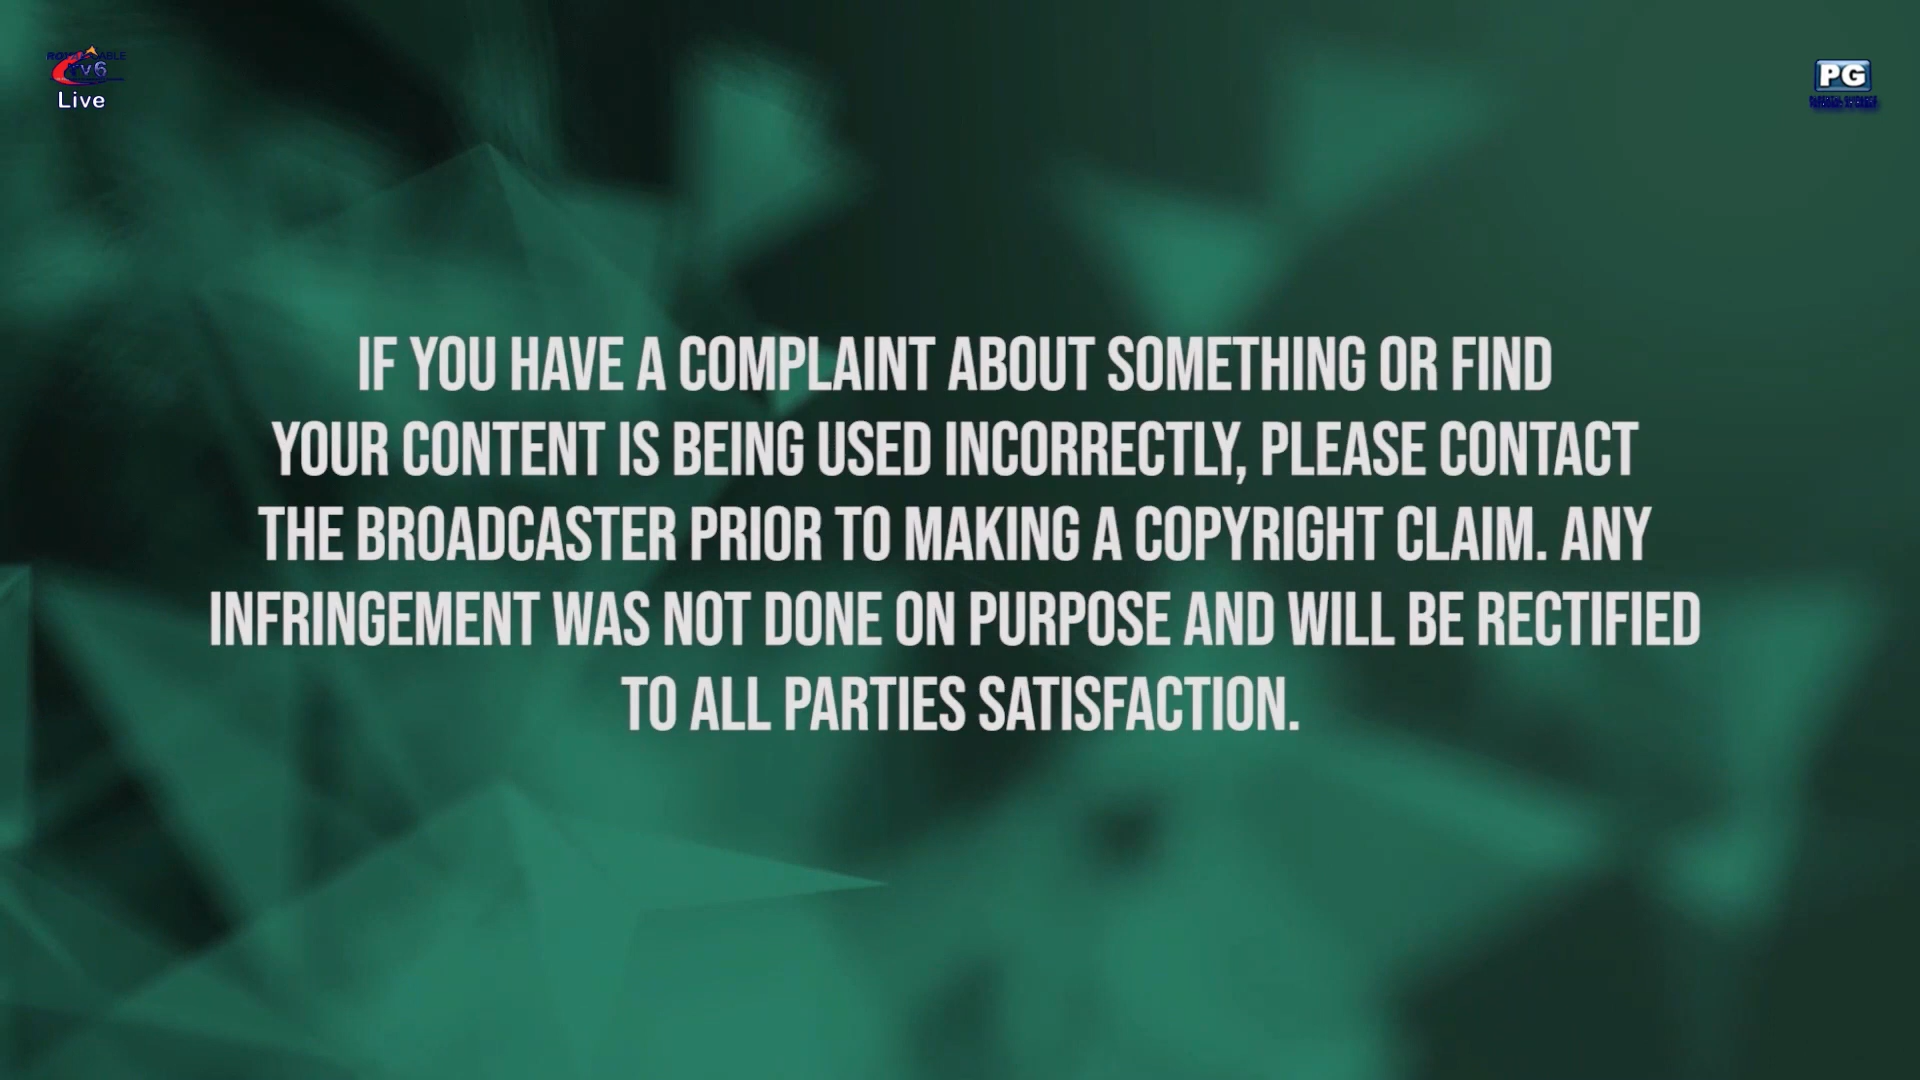 tv6
Live
PG
IF YOU HAVE A COMPLAINT ABOUT SOMETHING OR FIND
YOUR CONTENT IS BEING USED INCORRECTLY, PLEASE CONTACT
THE BROADCASTER PRIOR TO MAKING A COPYRIGHT CLAIM. ANY
INFRINGEMENT WAS NOT DONE ON PURPOSE AND WILL BE RECTIFIED
TO ALL PARTIES SATISFACTION.